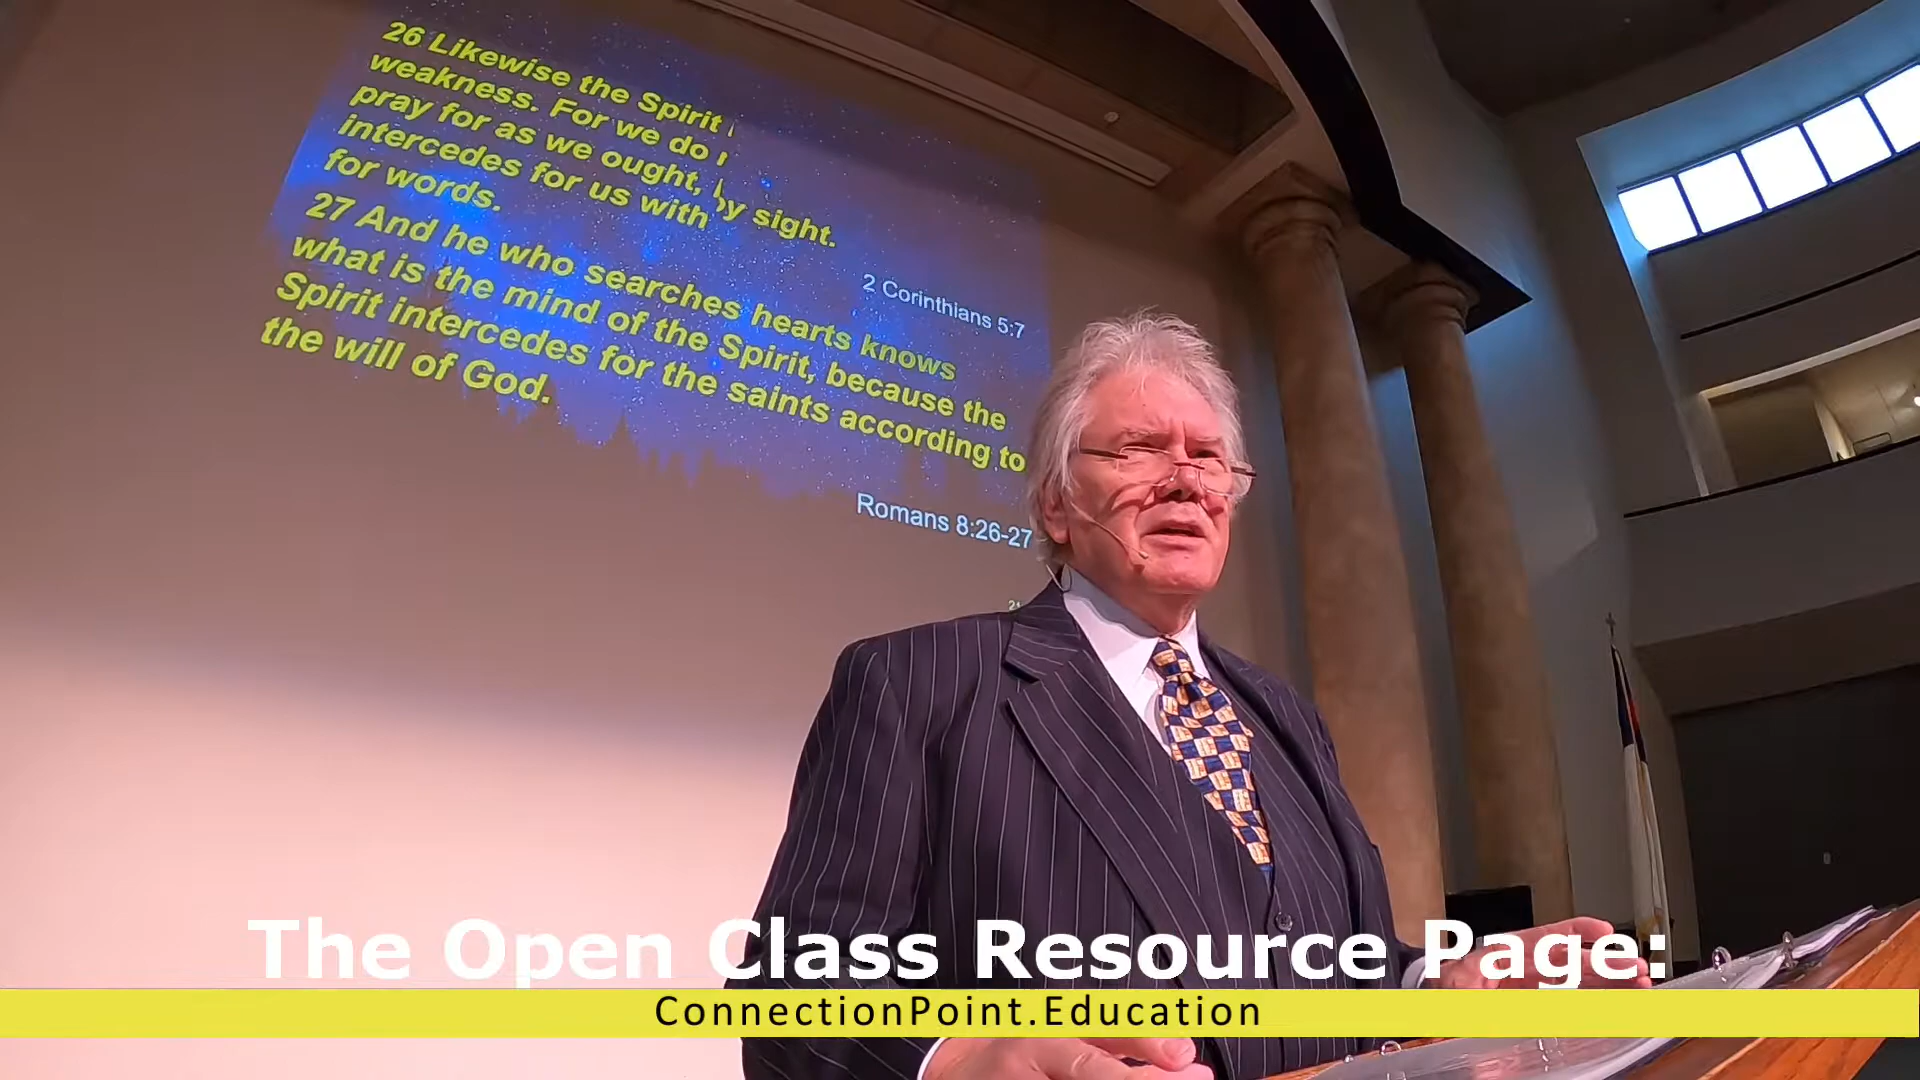 26 Likewise the Spirit
weakness. For we do
pray for as we ought,
intercedes for us with
for words.
by sight.
2 Corinthians 5:7
27 And he who searches hearts knows
what is the mind of the Spirit, because the
Spirit intercedes for the saints according to
the will of God.
Romans 8:26-27
The Open Class Resource Page:
ConnectionPoint.Education